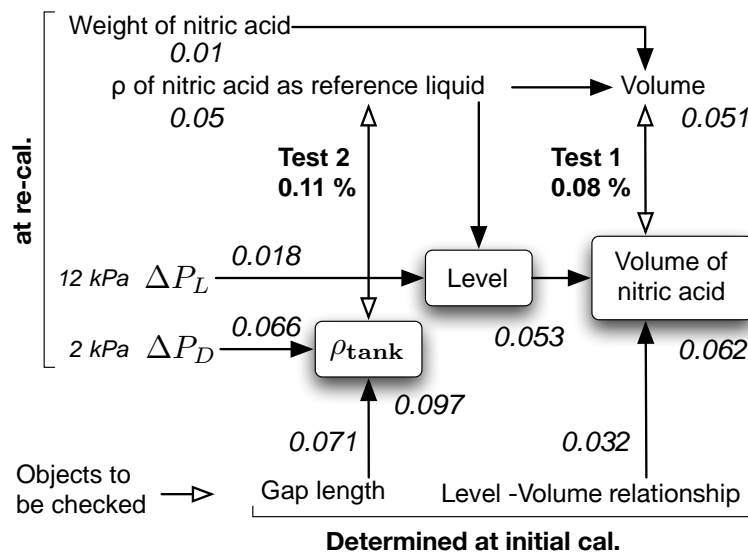 Weight of nitric acid
0.01
ρ of nitric acid as reference liquid
Volume
0.05
0.051
Test 2
0.11 %
Test 1
0.08 %
at re-cal.
12 kPa ΔP_L
0.018
Level
Volume of
nitric acid
0.053
0.062
2 kPa ΔP_D
0.066
ρ_tank
0.097
0.071
0.032
Objects to
be checked
Gap length
Level -Volume relationship
Determined at initial cal.